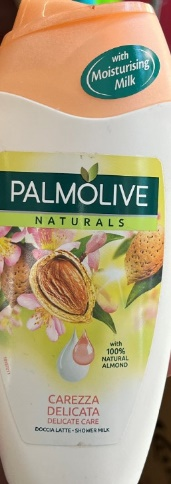 with
Moisturising
Milk
PALMOLIVE
NATURALS
with
100%
NATURAL
ALMOND
CAREZZA
DELICATA
DELICATE CARE
DOCCIA LATTE • SHOWER MILK